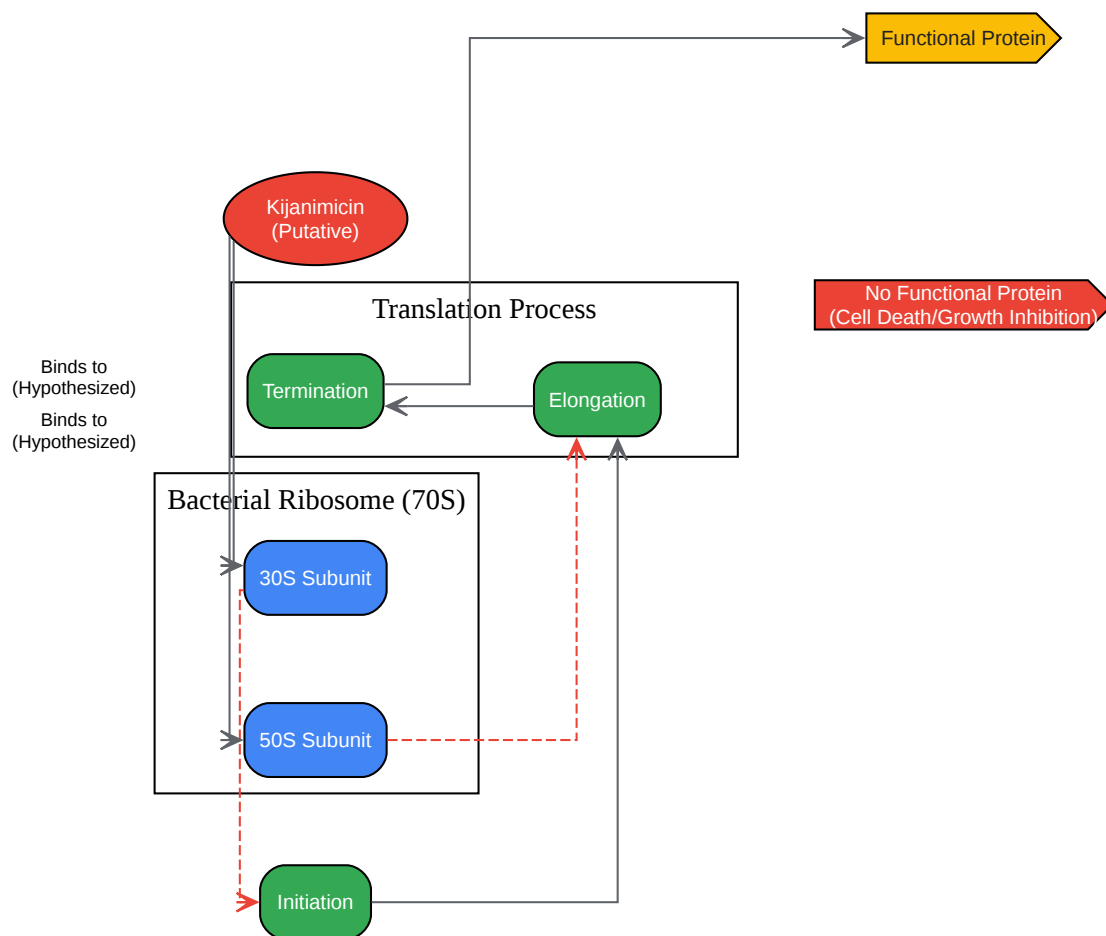 Functional Protein
Kijanimicin
(Putative)
No Functional Protein
(Cell Death/Growth Inhibition)
Translation Process
Binds to
(Hypothesized)
Termination
Elongation
Binds to
(Hypothesized)
Bacterial Ribosome (70S)
30S Subunit
50S Subunit
Initiation